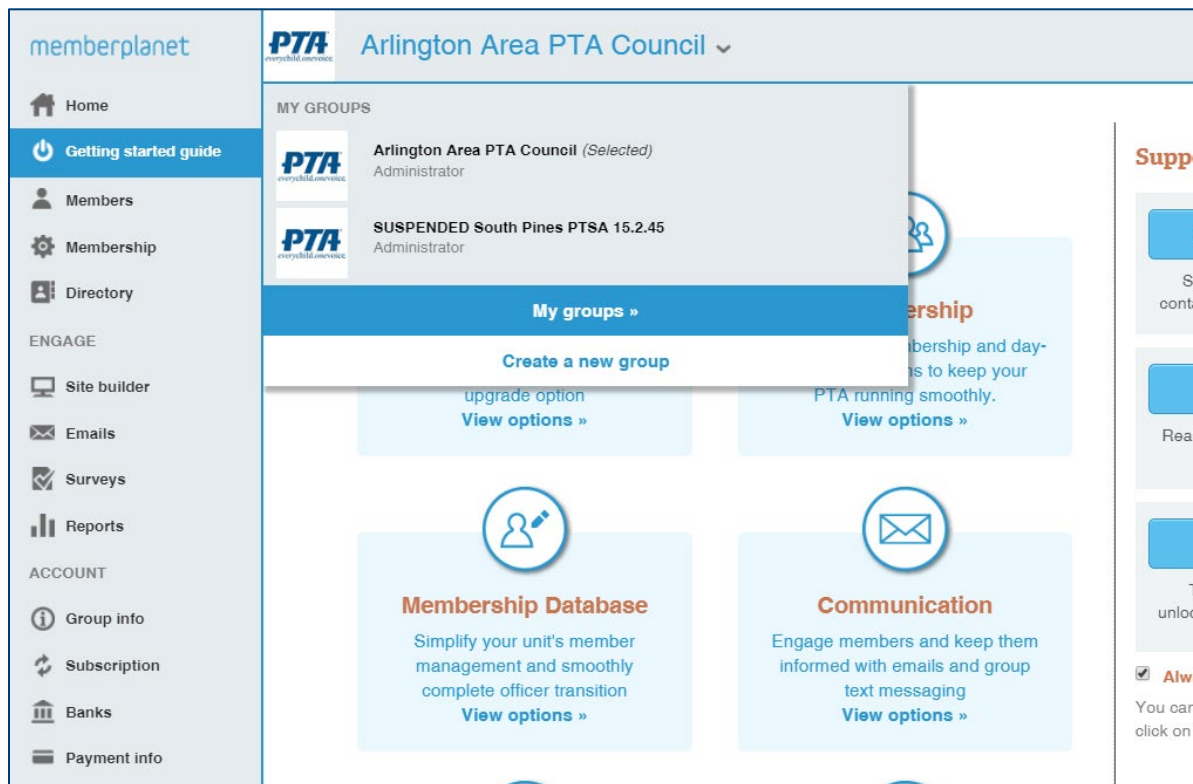 memberplanet
PTA
everychild.onevoice.
Arlington Area PTA Council
Home
Getting started guide
Members
Membership
Directory
ENGAGE
Site builder
Emails
Surveys
Reports
ACCOUNT
Group info
Subscription
Banks
Payment info
MY GROUPS
PTA
everychild.onevoice.
Arlington Area PTA Council (Selected)
Administrator
PTA
everychild.onevoice.
SUSPENDED South Pines PTSA 15.2.45
Administrator
My groups »
Create a new group
upgrade option
View options »
ership
bership and day-
s to keep your
PTA running smoothly.
View options »
Membership Database
Simplify your unit's member
management and smoothly
complete officer transition
View options »
Communication
Engage members and keep them
informed with emails and group
text messaging
View options »
Supp
S
cont
Rea
T
unlo
Alw
You can
click on